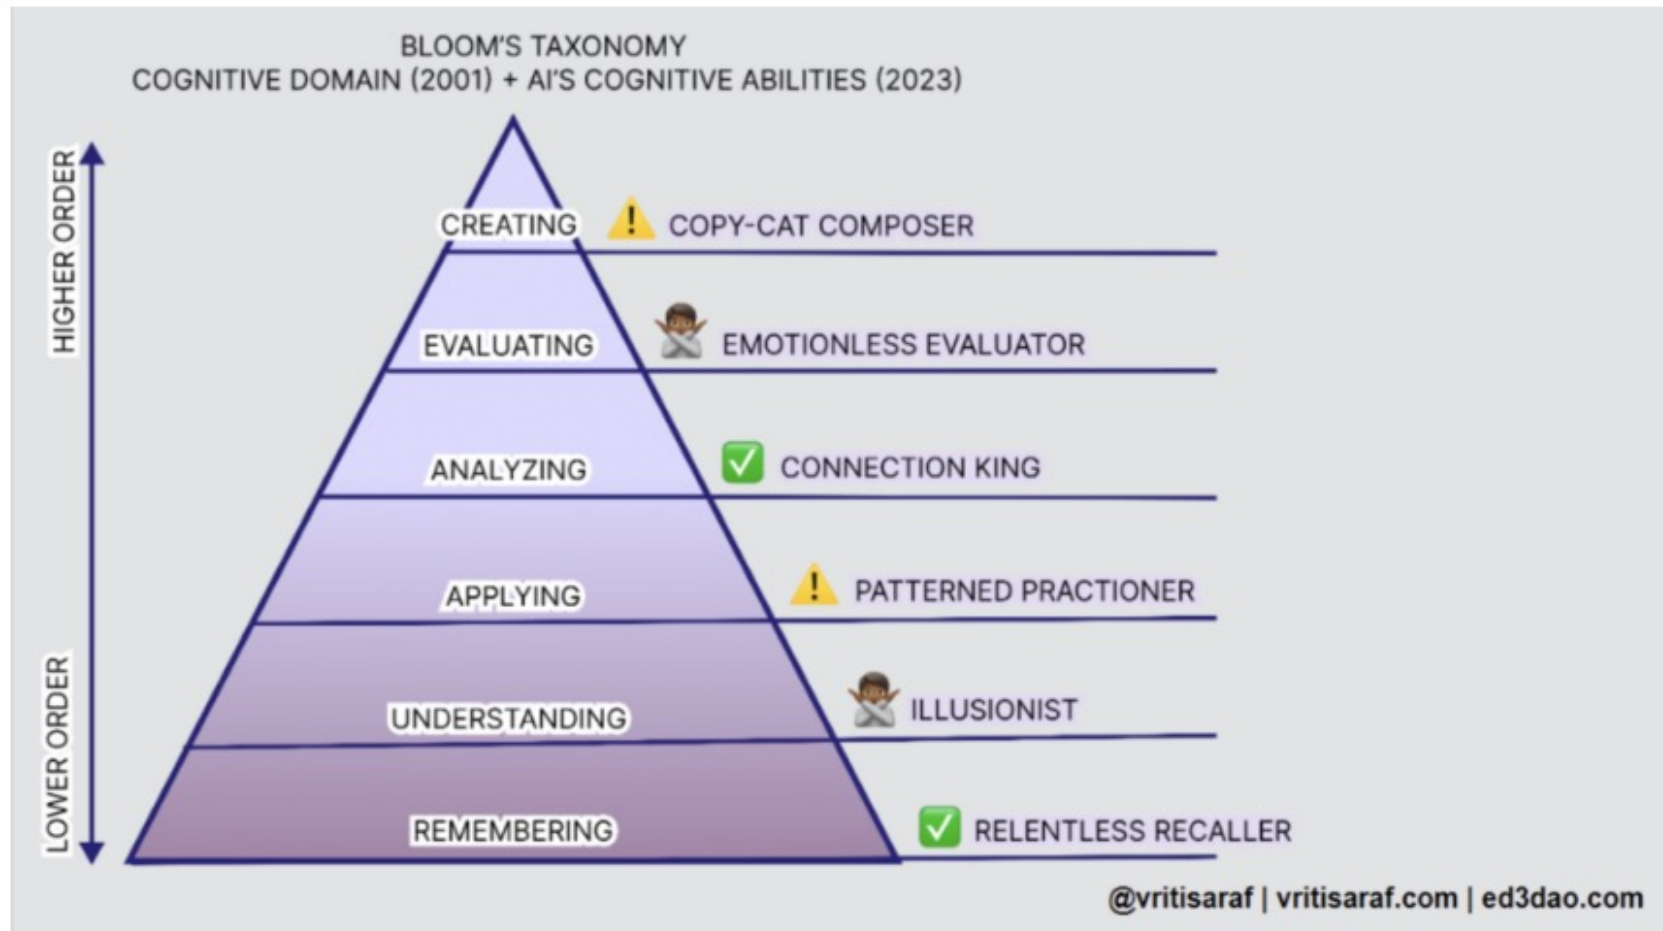 BLOOM'S TAXONOMY
COGNITIVE DOMAIN (2001) + AI'S COGNITIVE ABILITIES (2023)
HIGHER ORDER
CREATING
COPY-CAT COMPOSER
EVALUATING
EMOTIONLESS EVALUATOR
ANALYZING
CONNECTION KING
APPLYING
PATTERNED PRACTIONER
LOWER ORDER
UNDERSTANDING
ILLUSIONIST
REMEMBERING
RELENTLESS RECALLER
@vritisaraf | vritisaraf.com | ed3dao.com